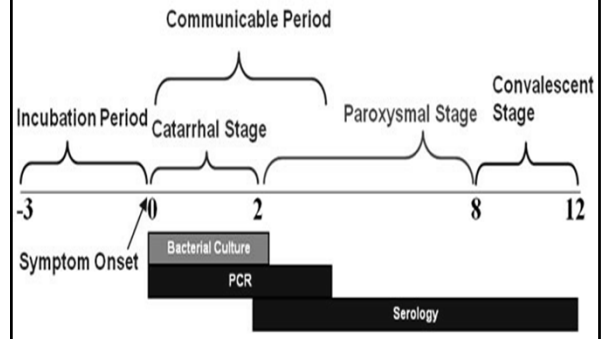 Communicable Period
Convalescent
Stage
Incubation Period
Catarrhal Stage
Paroxysmal Stage
-3
0
2
8
12
Symptom Onset
Bacterial Culture
PCR
Serology